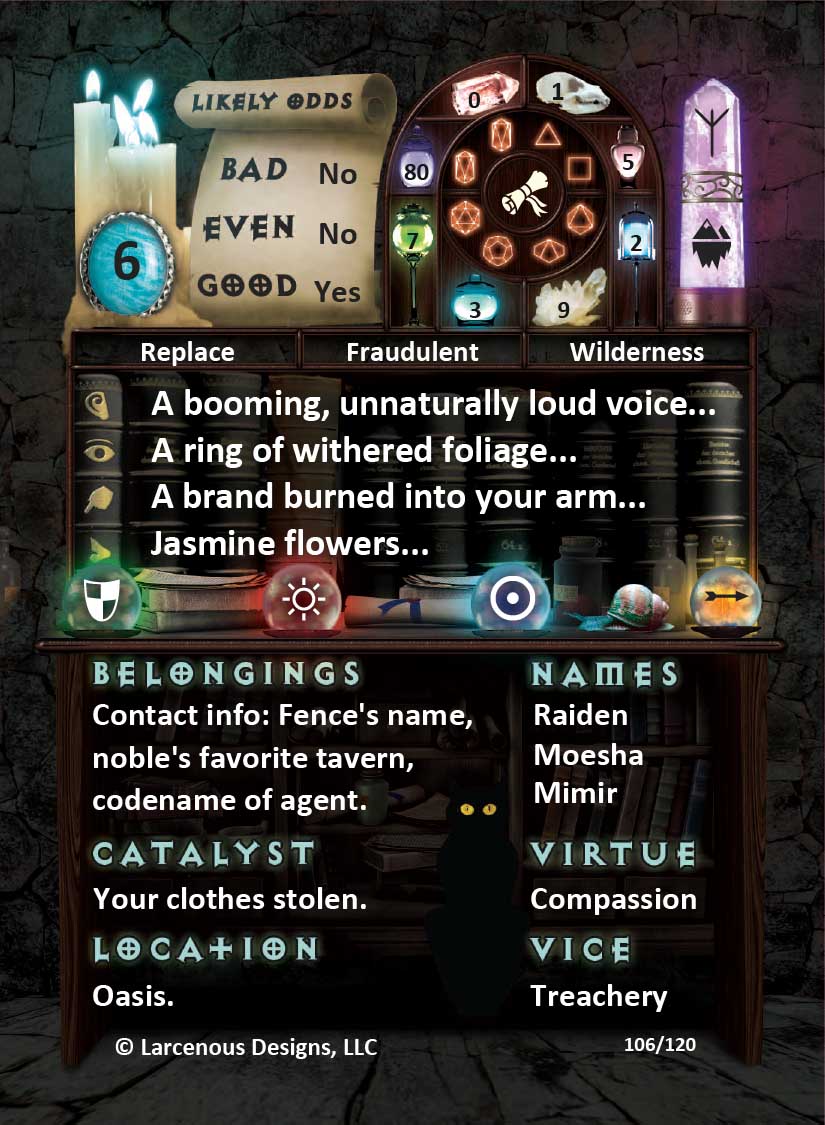 LIKELY ODDS
BAD No
EVEN No
GOOD Yes
6
0
1
80
5
7
2
3
9
Replace Fraudulent Wilderness
A booming, unnaturally loud voice...
A ring of withered foliage...
A brand burned into your arm...
Jasmine flowers...
BELONGINGS
Contact info: Fence's name,
noble's favorite tavern,
codename of agent.
NAMES
Raiden
Moesha
Mimir
CATALYST
Your clothes stolen.
VIRTUE
Compassion
LOCATION
Oasis.
VICE
Treachery
© Larcenous Designs, LLC
106/120